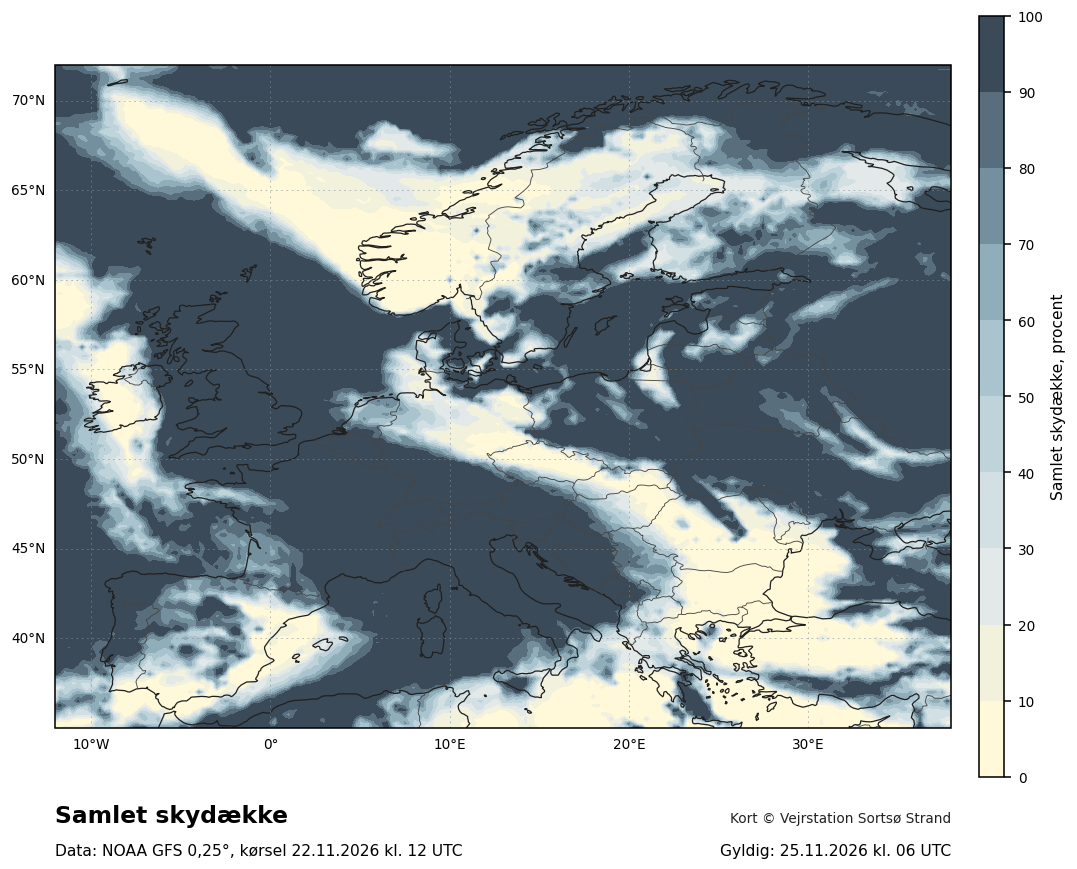 100
90
80
70
60
50
40
30
20
10
0
Samlet skydække, procent
70°N
65°N
60°N
55°N
50°N
45°N
40°N
10°W
0°
10°E
20°E
30°E
Samlet skydække
Kort © Vejrstation Sortsø Strand
Data: NOAA GFS 0,25°, kørsel 22.11.2026 kl. 12 UTC
Gyldig: 25.11.2026 kl. 06 UTC